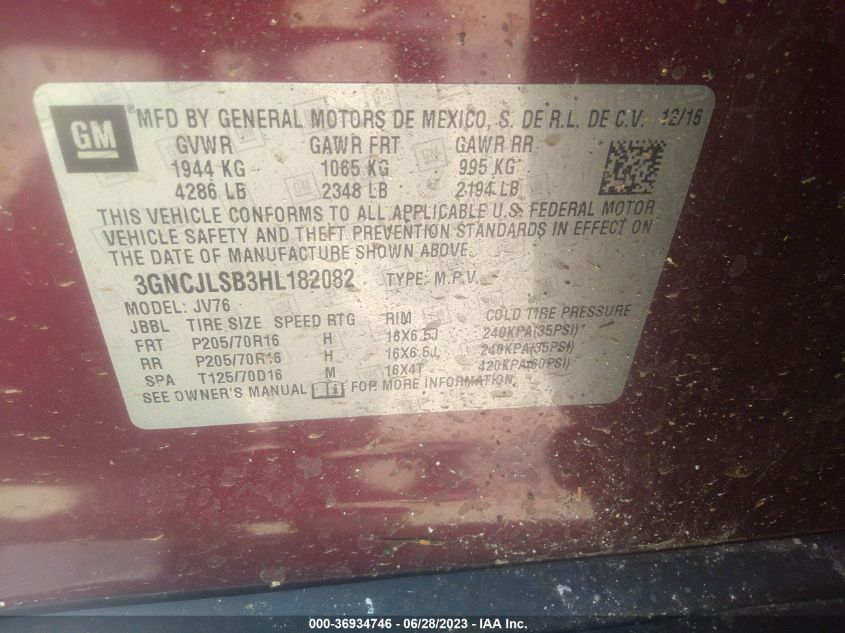 GM
® MFD BY GENERAL MOTORS DE MEXICO, S. DE R.L. DE C.V. 12/16
GVWR GAWR FRT GAWR RR
1944 KG 1065 KG 995 KG
4286 LB 2348 LB 2194 LB
THIS VEHICLE CONFORMS TO ALL APPLICABLE U.S. FEDERAL MOTOR
VEHICLE SAFETY AND THEFT PREVENTION STANDARDS IN EFFECT ON
THE DATE OF MANUFACTURE SHOWN ABOVE.
3GNCJLSB3HL182082 TYPE: M.P.V.
MODEL: JV76
JBBL TIRE SIZE SPEED RTG RIM COLD TIRE PRESSURE
FRT P205/70R16 H 16X6.5J 240KPA(35PSI)
RR P205/70R16 H 16X6.5J 240KPA(35PSI)
SPA T125/70D16 M 16X4T 420KPA(60PSI)
SEE OWNER'S MANUAL FOR MORE INFORMATION.
000-36934746 - 06/28/2023 - IAA Inc.